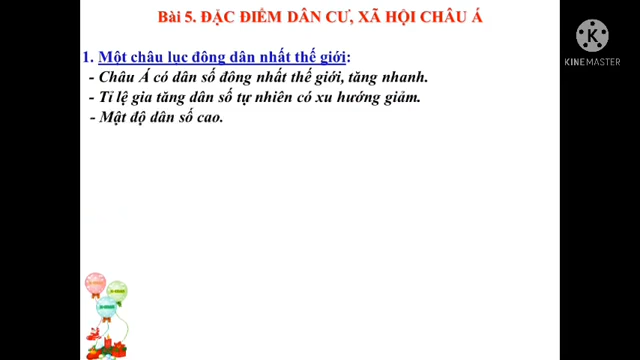 Bài 5. ĐẶC ĐIỂM DÂN CƯ, XÃ HỘI CHÂU Á
1. Một châu lục đông dân nhất thế giới:
- Châu Á có dân số đông nhất thế giới, tăng nhanh.
- Tỉ lệ gia tăng dân số tự nhiên có xu hướng giảm.
- Mật độ dân số cao.
KINEMASTER